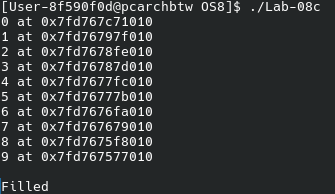 [User-8f590f0d@pcarchbtw OS8]$ ./Lab-08c
0 at 0x7fd767c71010
1 at 0x7fd76797f010
2 at 0x7fd7678fe010
3 at 0x7fd76787d010
4 at 0x7fd7677fc010
5 at 0x7fd76777b010
6 at 0x7fd7676fa010
7 at 0x7fd767679010
8 at 0x7fd7675f8010
9 at 0x7fd767577010

Filled